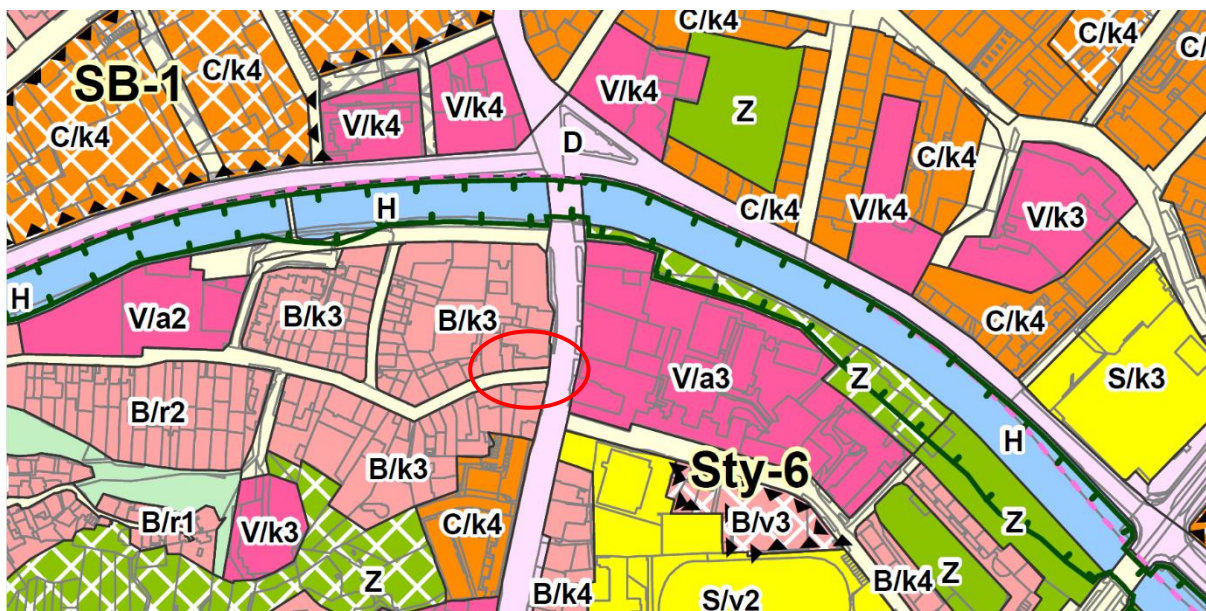 C/k4
C/k4
C/k4
C/
SB-1
C/k4
V/k4
V/k4
V/k4
Z
C/k4
C/k4
D
C/k4
V/k4
V/k3
H
H
V/a2
B/k3
B/k3
C/k4
S/k3
V/a3
Z
H
B/r2
B/k3
Sty-6
B/r1
V/k3
C/k4
B/v3
Z
Z
B/k4
B/k4
Z
S/v2